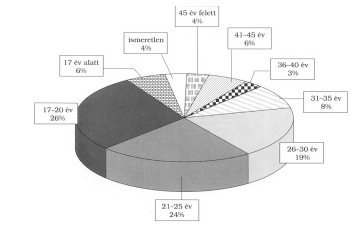 45 év felett
4%
ismeretlen
4%
41–45 év
6%
17 év alatt
6%
36–40 év
3%
31–35 év
8%
17–20 év
26%
26–30 év
19%
21–25 év
24%